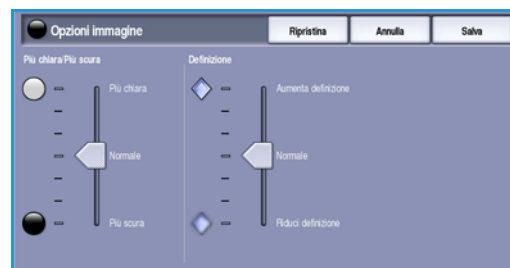 Opzioni immagine
Ripristina
Annulla
Salva
Più chiara/Più scura
Più chiara
Normale
Più scura
Definizione
Aumenta definizione
Normale
Riduci definizione